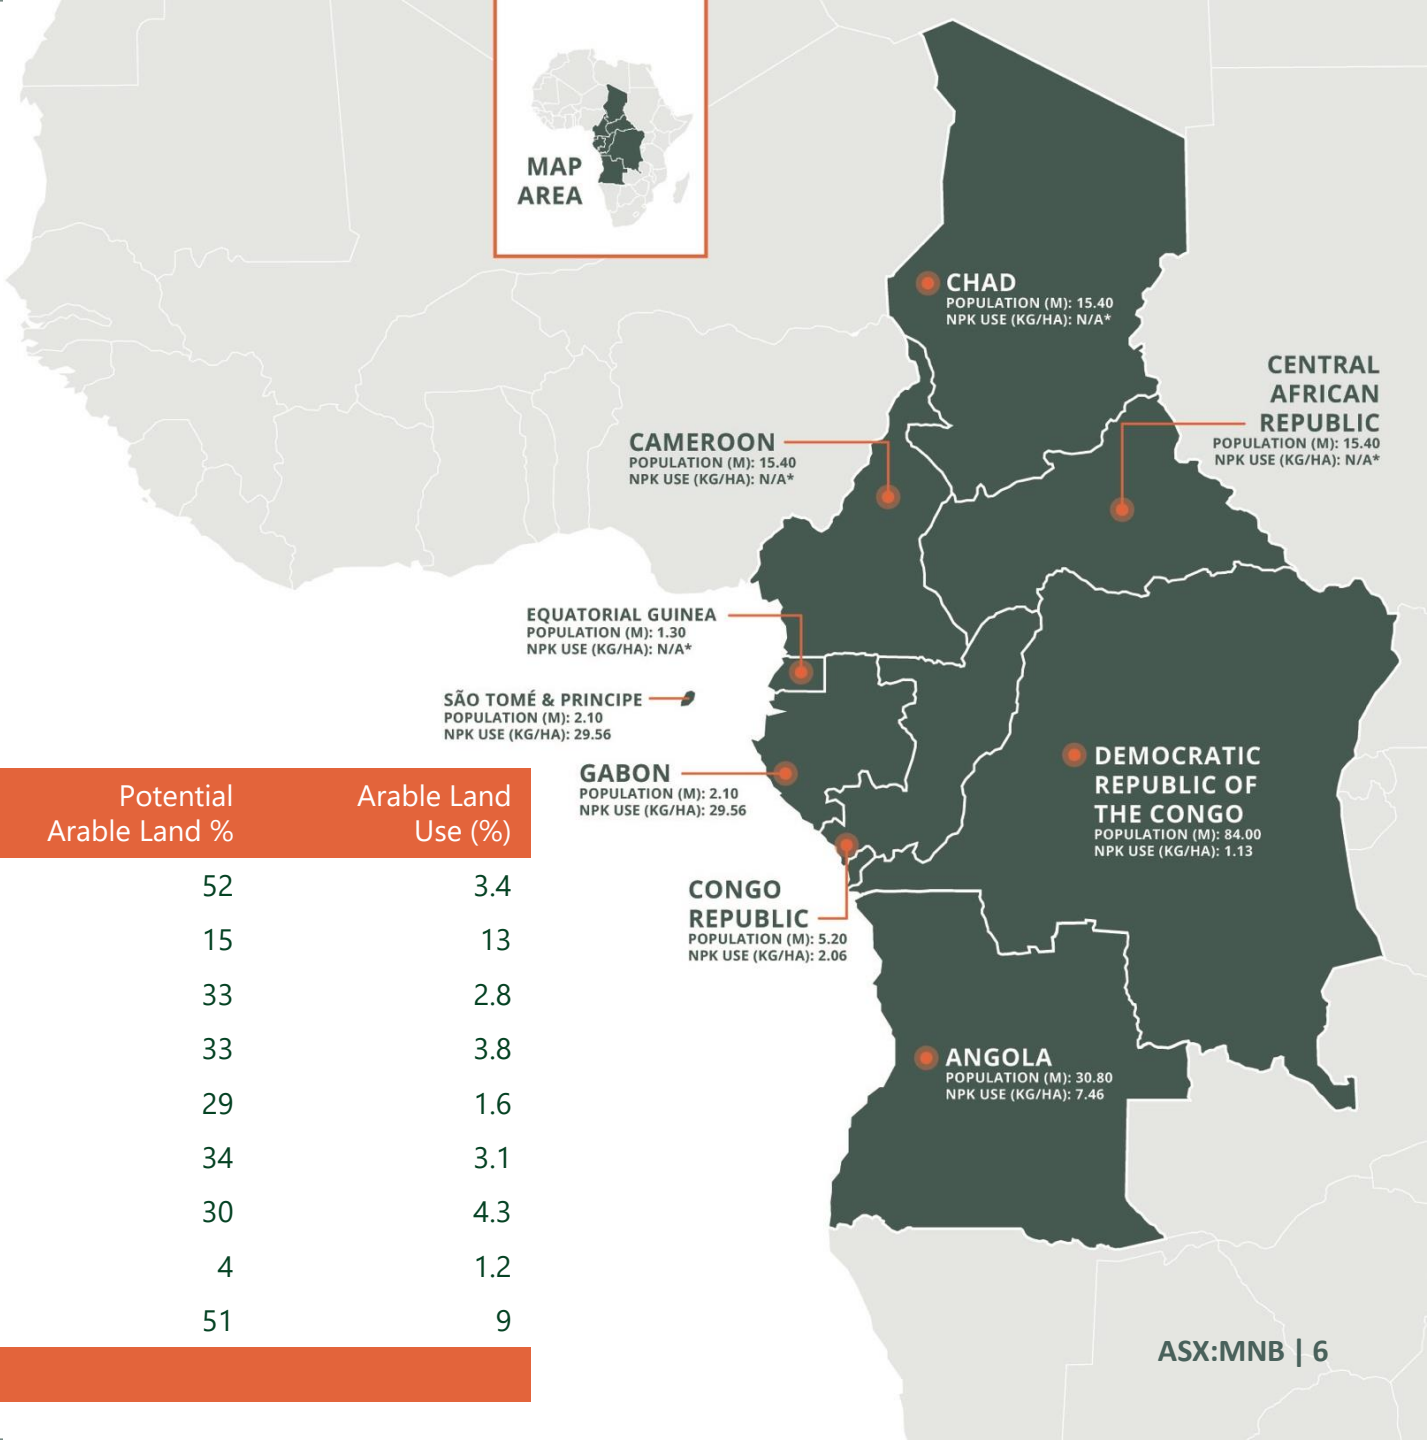 MAP
AREA
CHAD
POPULATION (M): 15.40
NPK USE (KG/HA): N/A*
CENTRAL
AFRICAN
REPUBLIC
POPULATION (M): 15.40
NPK USE (KG/HA): N/A*
CAMEROON
POPULATION (M): 15.40
NPK USE (KG/HA): N/A*
EQUATORIAL GUINEA
POPULATION (M): 1.30
NPK USE (KG/HA): N/A*
SÃO TOMÉ & PRINCIPE
POPULATION (M): 2.10
NPK USE (KG/HA): 29.56
GABON
POPULATION (M): 2.10
NPK USE (KG/HA): 29.56
DEMOCRATIC
REPUBLIC OF
THE CONGO
POPULATION (M): 84.00
NPK USE (KG/HA): 1.13
CONGO
REPUBLIC
POPULATION (M): 5.20
NPK USE (KG/HA): 2.06
ANGOLA
POPULATION (M): 30.80
NPK USE (KG/HA): 7.46
Potential Arable Land
Arable Land % Use (%)
52 3.4
15 13
33 2.8
33 3.8
29 1.6
34 3.1
30 4.3
4 1.2
51 9
ASX:MNB | 6